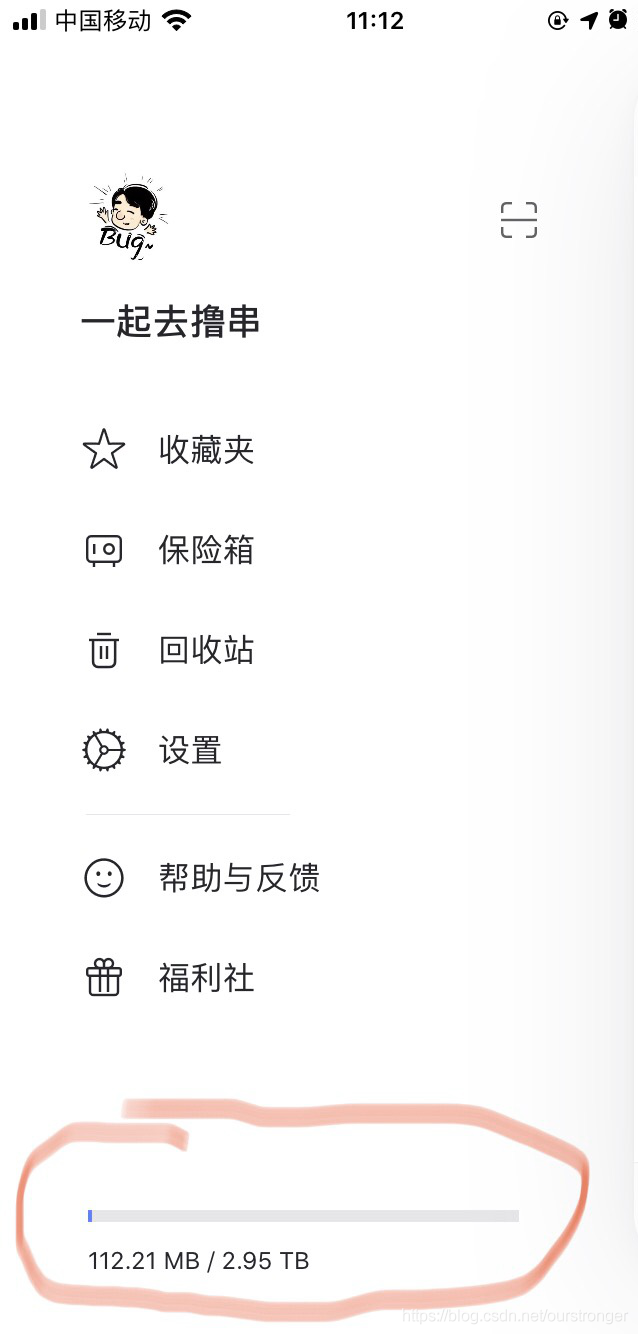 中国移动 11:12
Bug~
一起去撸串
收藏夹
保险箱
回收站
设置
帮助与反馈
福利社
112.21 MB / 2.95 TB
https://blog.csdn.net/ourstronger